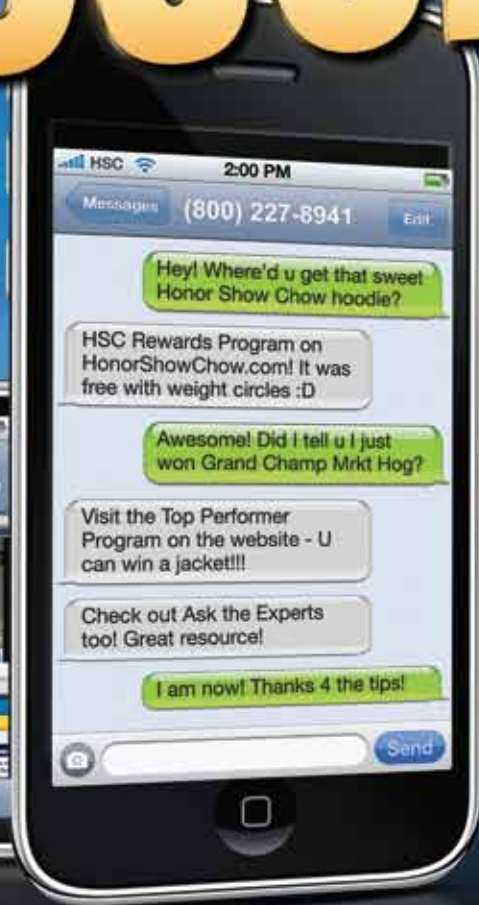 HSC
2:00 PM
Messages
(800) 227-8941
Edit
Hey! Where'd u get that sweet
Honor Show Chow hoodie?
HSC Rewards Program on
HonorShowChow.com! It was
free with weight circles :D
Awesome! Did I tell u I just
won Grand Champ Mrkt Hog?
Visit the Top Performer
Program on the website - U
can win a jacket!!!
Check out Ask the Experts
too! Great resource!
I am now! Thanks 4 the tips!
Send